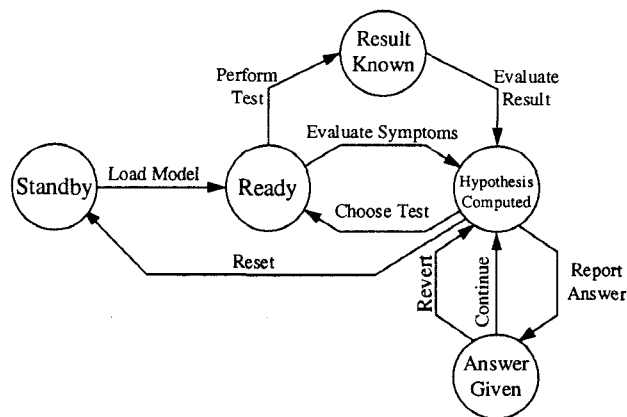 Result
Known
Perform
Test
Evaluate
Result
Evaluate Symptoms
Standby
Load Model
Ready
Hypothesis
Computed
Choose Test
Reset
Revert
Continue
Report
Answer
Answer
Given